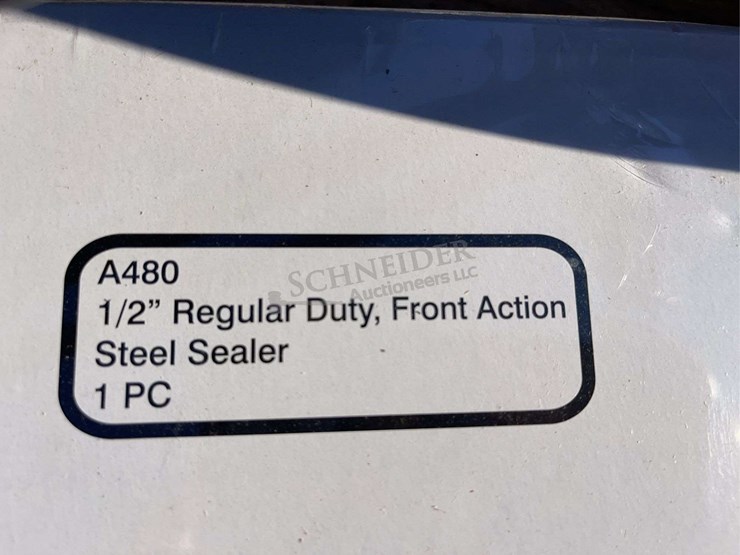 A480
SCHNEIDER
Auctioneers LLC
1/2” Regular Duty, Front Action
Steel Sealer
1 PC